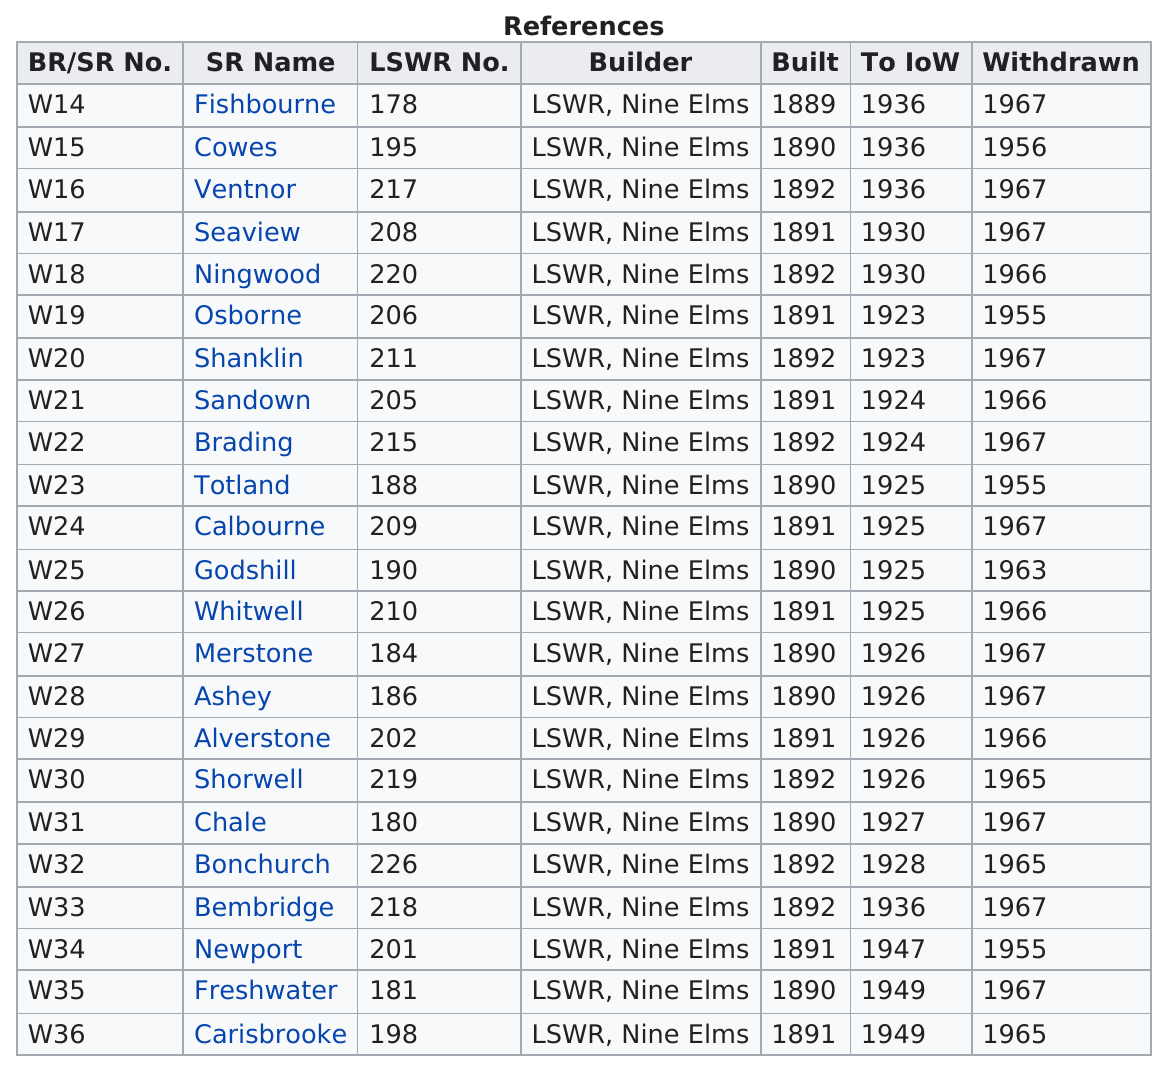 References
BR/SR No. SR Name LSWR No. Builder Built To IoW Withdrawn
W14 Fishbourne 178 LSWR, Nine Elms 1889 1936 1967
W15 Cowes 195 LSWR, Nine Elms 1890 1936 1956
W16 Ventnor 217 LSWR, Nine Elms 1892 1936 1967
W17 Seaview 208 LSWR, Nine Elms 1891 1930 1967
W18 Ningwood 220 LSWR, Nine Elms 1892 1930 1966
W19 Osborne 206 LSWR, Nine Elms 1891 1923 1955
W20 Shanklin 211 LSWR, Nine Elms 1892 1923 1967
W21 Sandown 205 LSWR, Nine Elms 1891 1924 1966
W22 Brading 215 LSWR, Nine Elms 1892 1924 1967
W23 Totland 188 LSWR, Nine Elms 1890 1925 1955
W24 Calbourne 209 LSWR, Nine Elms 1891 1925 1967
W25 Godshill 190 LSWR, Nine Elms 1890 1925 1963
W26 Whitwell 210 LSWR, Nine Elms 1891 1925 1966
W27 Merstone 184 LSWR, Nine Elms 1890 1926 1967
W28 Ashey 186 LSWR, Nine Elms 1890 1926 1967
W29 Alverstone 202 LSWR, Nine Elms 1891 1926 1966
W30 Shorwell 219 LSWR, Nine Elms 1892 1926 1965
W31 Chale 180 LSWR, Nine Elms 1890 1927 1967
W32 Bonchurch 226 LSWR, Nine Elms 1892 1928 1965
W33 Bembridge 218 LSWR, Nine Elms 1892 1936 1967
W34 Newport 201 LSWR, Nine Elms 1891 1947 1955
W35 Freshwater 181 LSWR, Nine Elms 1890 1949 1967
W36 Carisbrooke 198 LSWR, Nine Elms 1891 1949 1965